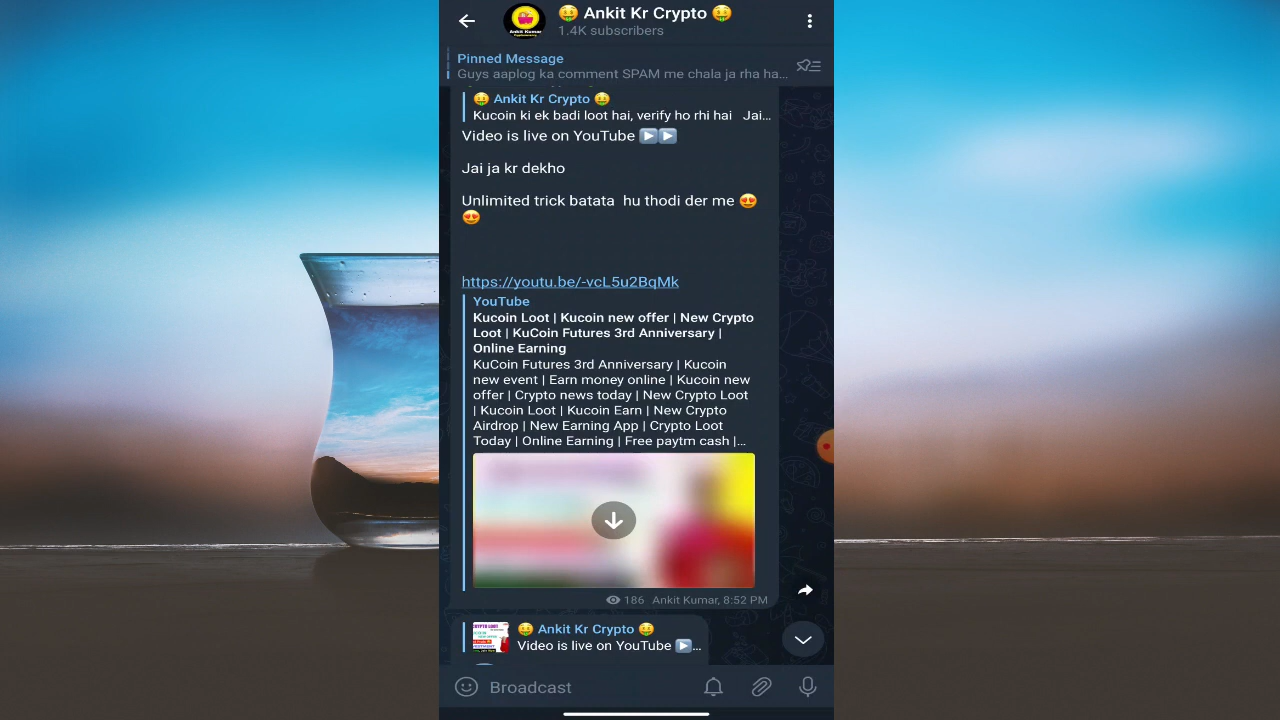 🤑 Ankit Kr Crypto 🤑
1.4K subscribers
Pinned Message
Guys aaplog ka comment SPAM me chala ja rha ha...
🤑 Ankit Kr Crypto 🤑
Kucoin ki ek badi loot hai, verify ho rhi hai Jai...
Video is live on YouTube ▶️▶️
Jai ja kr dekho
Unlimited trick batata hu thodi der me 😍
😍
https://youtu.be/-vcL5u2BqMk
YouTube
Kucoin Loot | Kucoin new offer | New Crypto
Loot | KuCoin Futures 3rd Anniversary |
Online Earning
KuCoin Futures 3rd Anniversary | Kucoin
new event | Earn money online | Kucoin new
offer | Crypto news today | New Crypto Loot
| Kucoin Loot | Kucoin Earn | New Crypto
Airdrop | New Earning App | Crypto Loot
Today | Online Earning | Free paytm cash |...
186 Ankit Kumar, 8:52 PM
🤑 Ankit Kr Crypto 🤑
Video is live on YouTube ▶️...
Broadcast